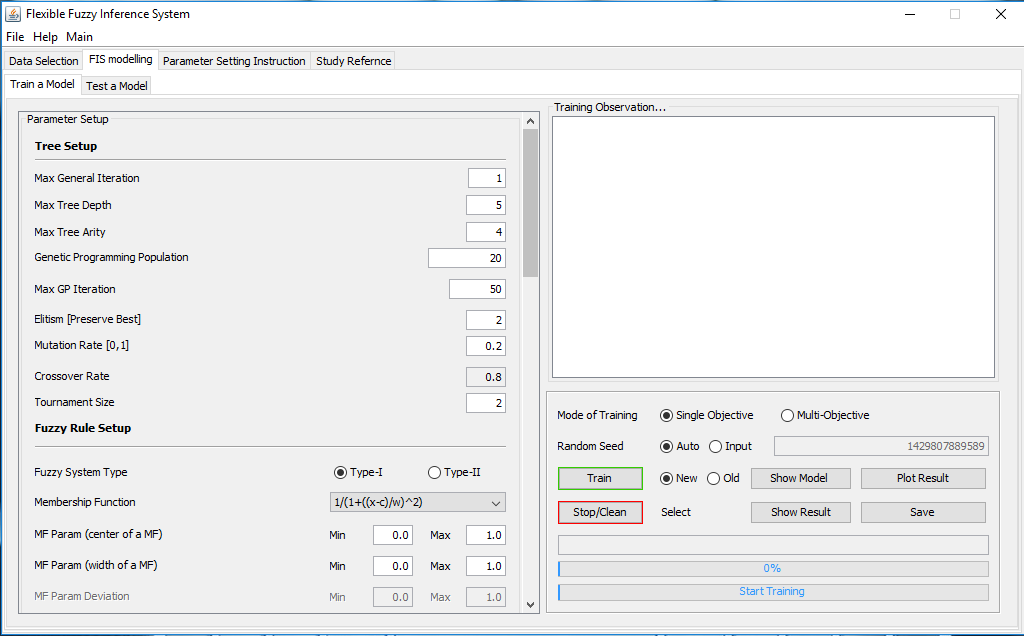 Flexible Fuzzy Inference System
File Help Main
Data Selection FIS modelling Parameter Setting Instruction Study Refernce
Train a Model Test a Model
Parameter Setup
Tree Setup
Max General Iteration 1
Max Tree Depth 5
Max Tree Arity 4
Genetic Programming Population 20
Max GP Iteration 50
Elitism [Preserve Best] 2
Mutation Rate [0,1] 0.2
Crossover Rate 0.8
Tournament Size 2
Fuzzy Rule Setup
Fuzzy System Type Type-I Type-II
Membership Function 1/(1+((x-c)/w)^2)
MF Param (center of a MF) Min 0.0 Max 1.0
MF Param (width of a MF) Min 0.0 Max 1.0
MF Param Deviation Min 0.0 Max 1.0
Training Observation...
Mode of Training Single Objective Multi-Objective
Random Seed Auto Input 1429807889589
Train New Old Show Model Plot Result
Stop/Clean Select Show Result Save
0%
Start Training